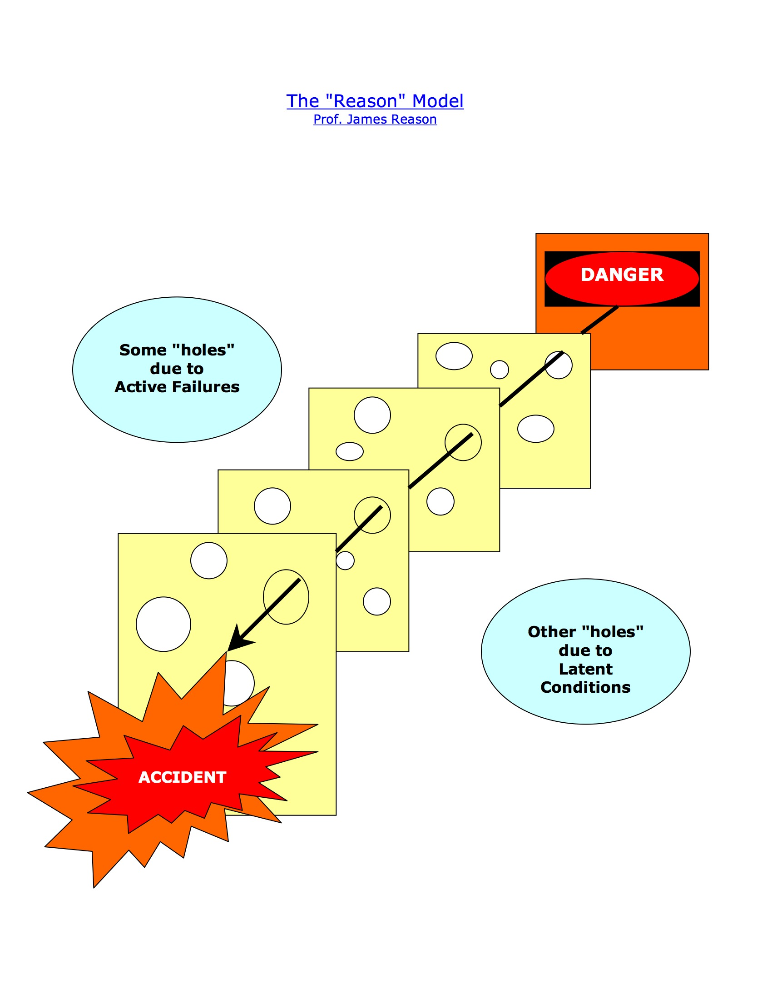 The "Reason" Model
Prof. James Reason
DANGER
Some "holes"
due to
Active Failures
Other "holes"
due to
Latent
Conditions
ACCIDENT